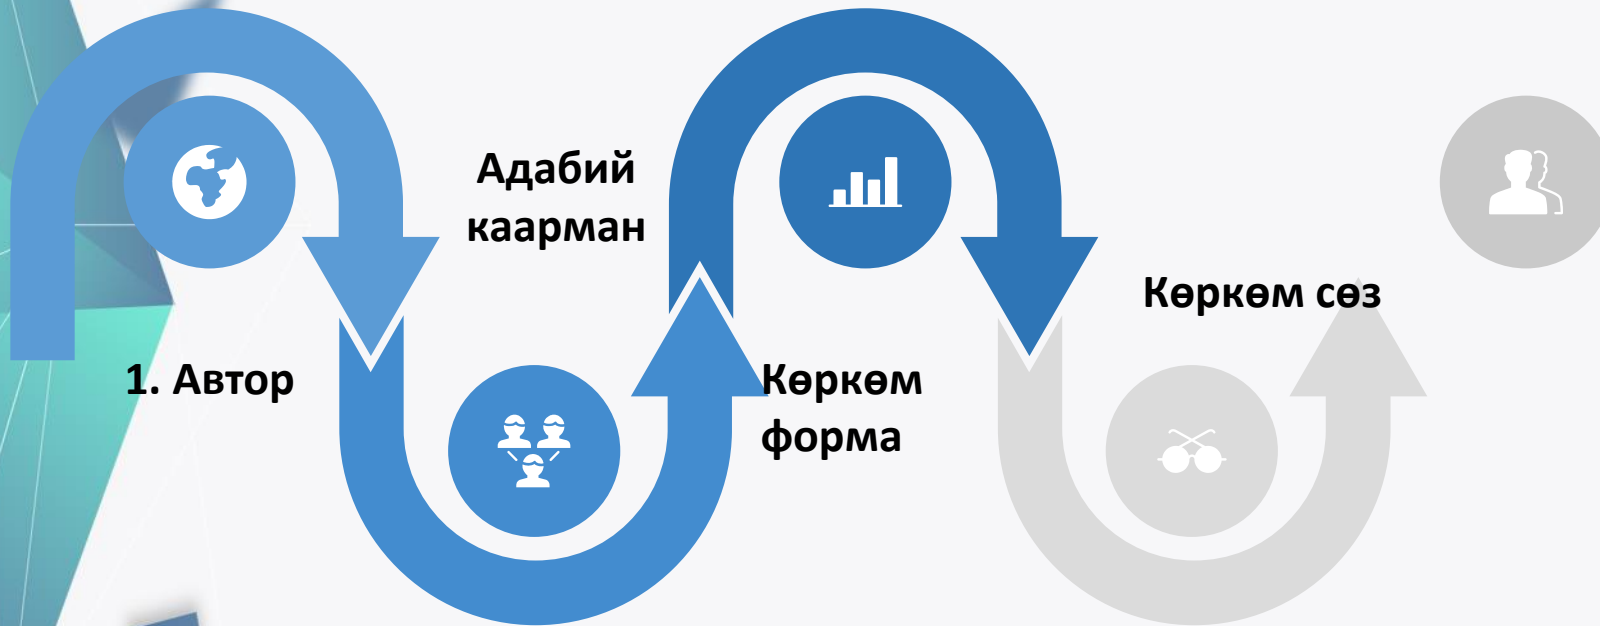 1. Автор
Адабий
каарман
Көркөм
форма
Көркөм сөз